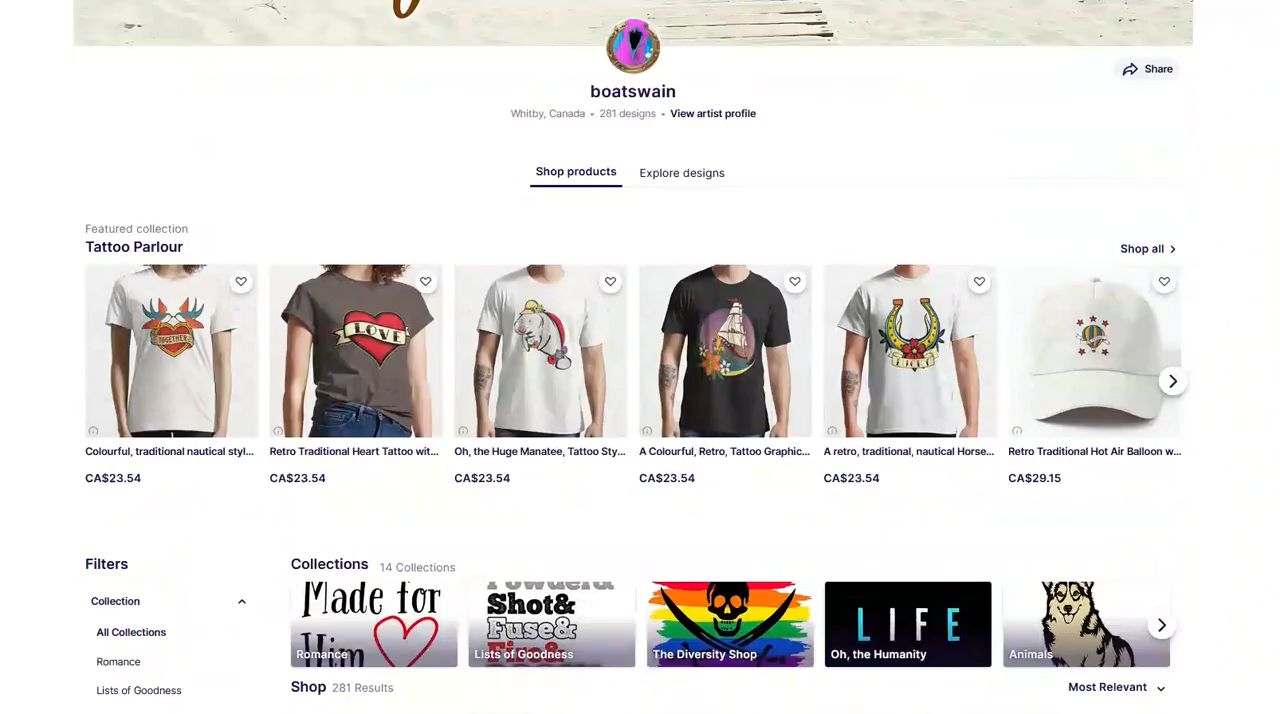 Share
boatswain
Whitby, Canada • 281 designs • View artist profile
Shop products
Explore designs
Featured collection
Tattoo Parlour
Shop all
TOGETHER
LOVE
Colourful, traditional nautical styl...
Retro Traditional Heart Tattoo wit...
Oh, the Huge Manatee, Tattoo Sty...
A Colourful, Retro, Tattoo Graphic...
A retro, traditional, nautical Horse...
Retro Traditional Hot Air Balloon w...
CA$23.54
CA$23.54
CA$23.54
CA$23.54
CA$23.54
CA$29.15
Filters
Collections
14 Collections
Collection
All Collections
Romance
Lists of Goodness
Made for
Him
Romance
Powder&
Shot&
Fuse&
Fire&
Lists of Goodness
The Diversity Shop
LIFE
Oh, the Humanity
Animals
Shop 281 Results
Most Relevant